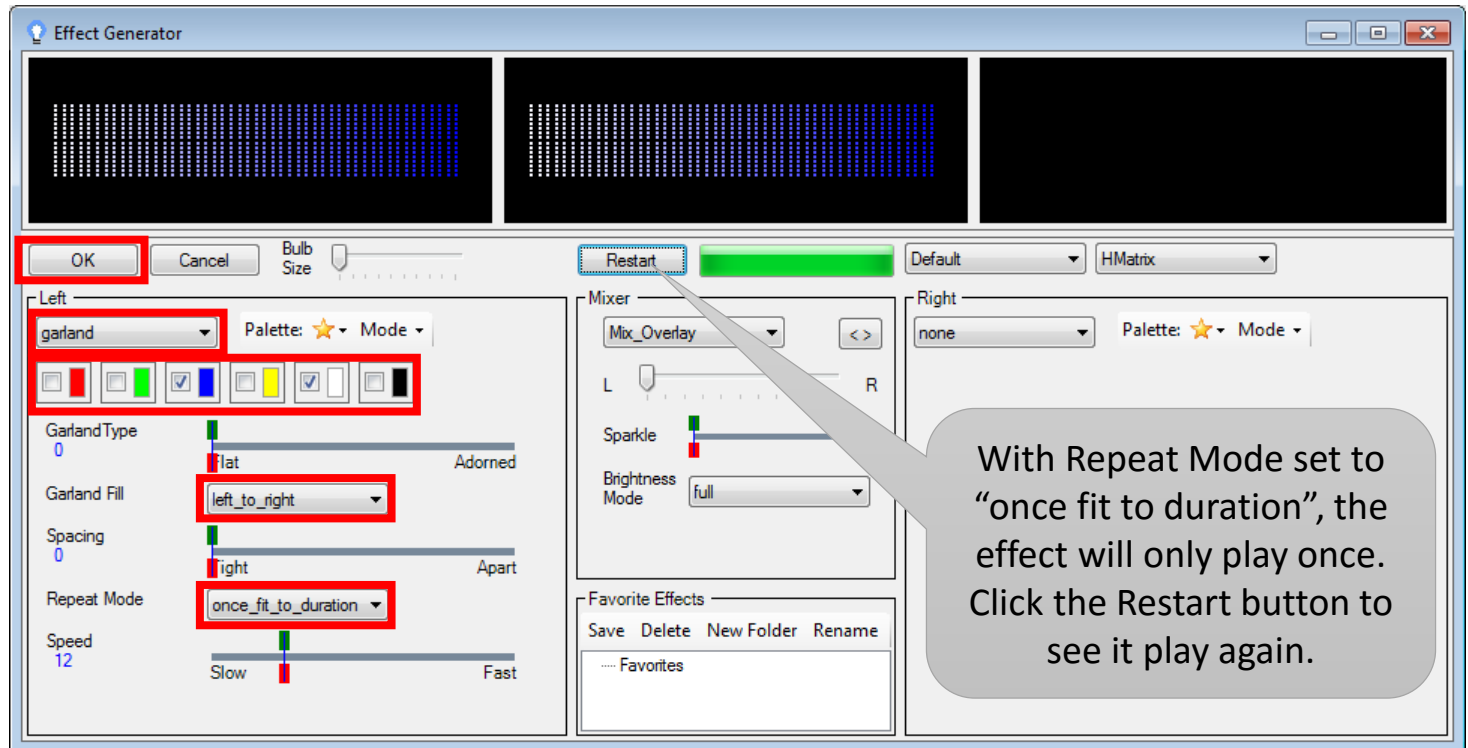 Effect Generator
OK
Cancel
Bulb
Size
Restart
Default
HMatrix
Left
garland
Palette:
Mode
Garland Type
0
Flat
Adorned
Garland Fill
left_to_right
Spacing
0
Tight
Apart
Repeat Mode
once_fit_to_duration
Speed
12
Slow
Fast
Mixer
Mix_Overlay
< >
L
R
Sparkle
Brightness
Mode
full
Favorite Effects
Save Delete New Folder Rename
Favorites
Right
none
Palette:
Mode
With Repeat Mode set to
“once fit to duration”, the
effect will only play once.
Click the Restart button to
see it play again.